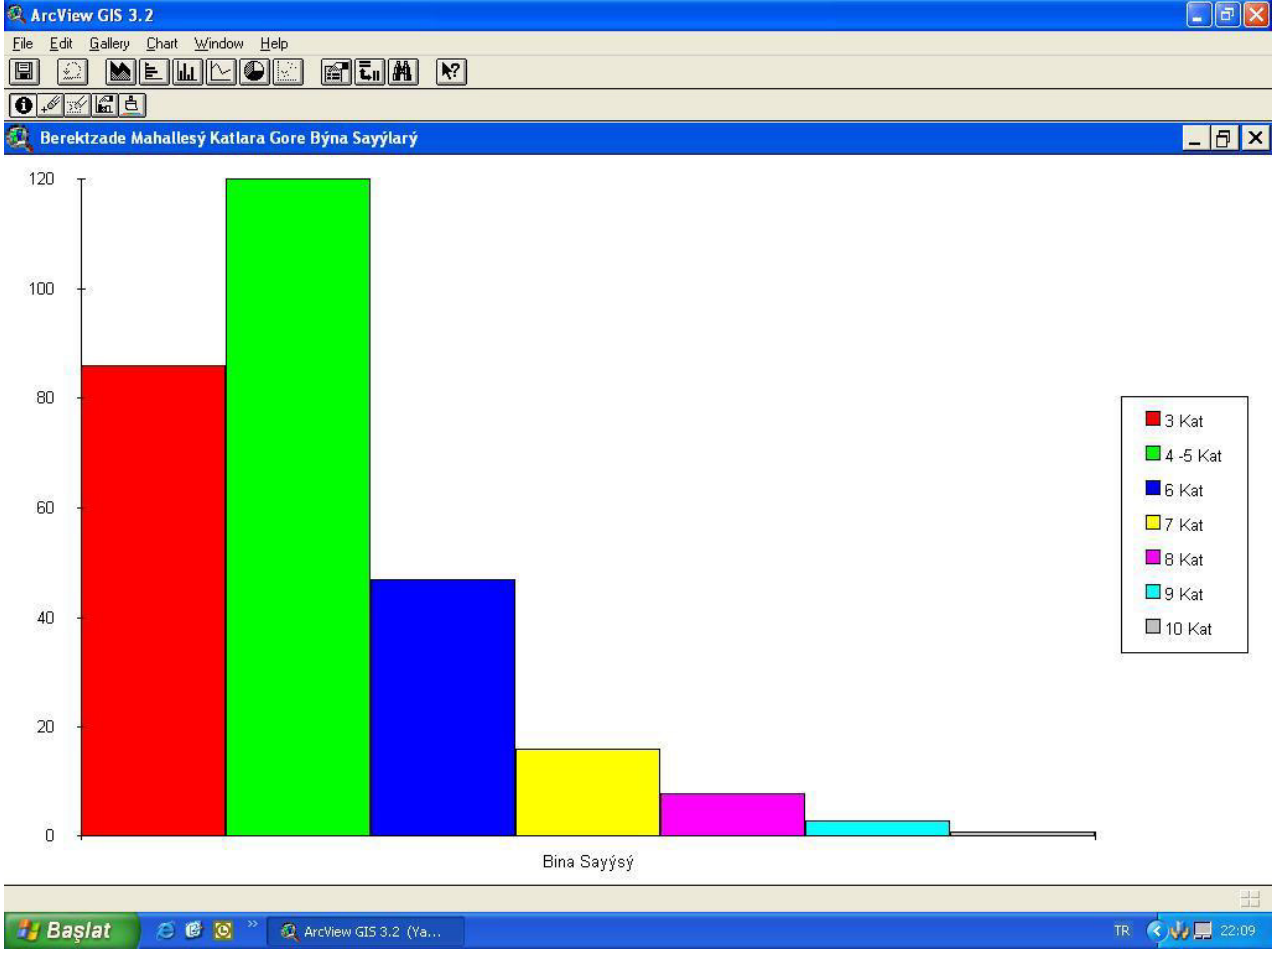 ArcView GIS 3.2
File Edit Gallery Chart Window Help
Berektzade Mahallesý Katlara Gore Býna Sayýlarý
120
100
80
60
40
20
0
3 Kat
4 -5 Kat
6 Kat
7 Kat
8 Kat
9 Kat
10 Kat
Bina Sayýsý
Başlat
ArcView GIS 3.2 (Ya...
TR
22:09